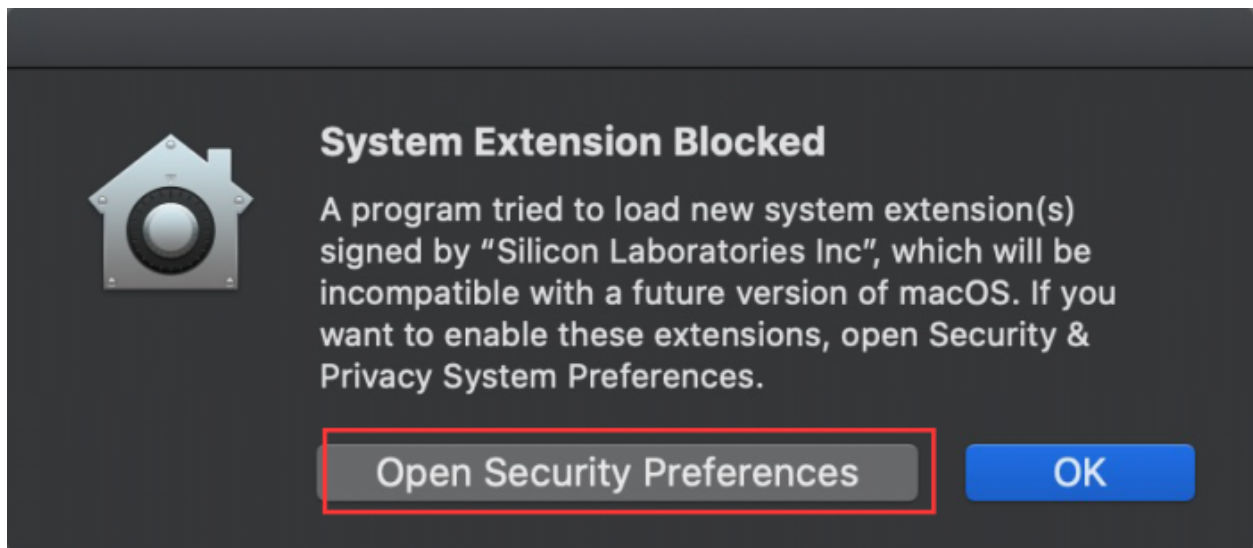 System Extension Blocked
A program tried to load new system extension(s)
signed by “Silicon Laboratories Inc”, which will be
incompatible with a future version of macOS. If you
want to enable these extensions, open Security &
Privacy System Preferences.
Open Security Preferences
OK